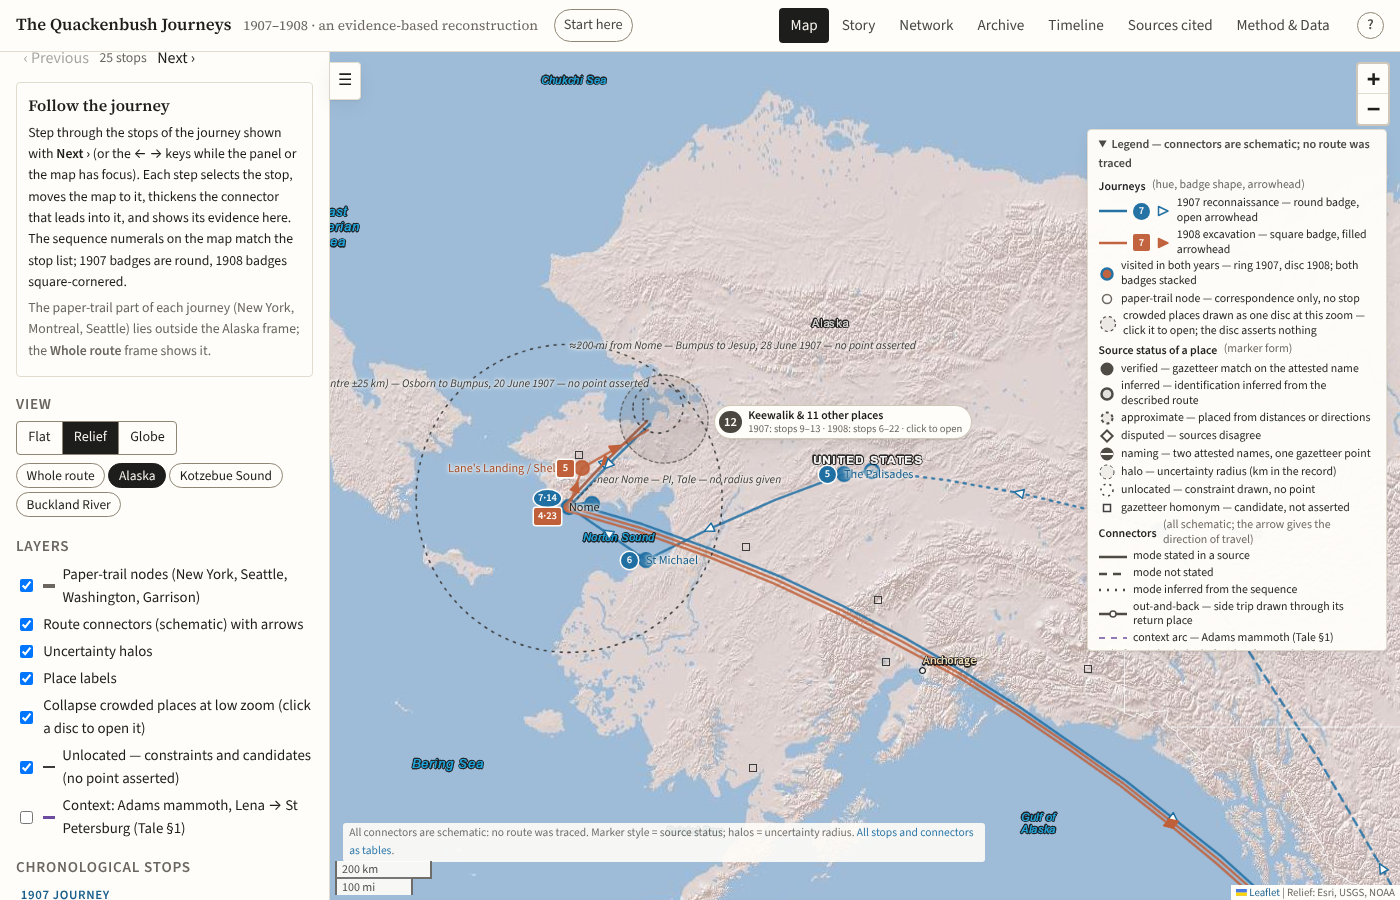 The Quackenbush Journeys 1907–1908 · an evidence-based reconstruction Start here Map Story Network Archive Timeline Sources cited Method & Data ?
‹ Previous 25 stops Next ›
Follow the journey
Step through the stops of the journey shown
with Next › (or the ← → keys while the panel or
the map has focus). Each step selects the stop,
moves the map to it, thickens the connector
that leads into it, and shows its evidence here.
The sequence numerals on the map match the
stop list; 1907 badges are round, 1908 badges
square-cornered.
The paper-trail part of each journey (New York,
Montreal, Seattle) lies outside the Alaska frame;
the Whole route frame shows it.
VIEW
Flat Relief Globe
Whole route Alaska Kotzebue Sound
Buckland River
LAYERS
Paper-trail nodes (New York, Seattle,
Washington, Garrison)
Route connectors (schematic) with arrows
Uncertainty halos
Place labels
Collapse crowded places at low zoom (click
a disc to open it)
Unlocated — constraints and candidates
(no point asserted)
Context: Adams mammoth, Lena → St
Petersburg (Tale §1)
CHRONOLOGICAL STOPS
1907 JOURNEY
☰
Chukchi Sea
ast
erian
ea
Alaska
≈200 mi from Nome — Bumpus to Jesup, 28 June 1907 — no point asserted
ntre ±25 km) — Osborn to Bumpus, 20 June 1907 — no point asserted
12 Keewalik & 11 other places
1907: stops 9–13 · 1908: stops 6–22 · click to open
UNITED STATES
Lane's Landing / Shel 5
5 The Palisades
near Nome — PI, Tale — no radius given
7·14
4·23
Nome
Norton Sound
6 St Michael
Anchorage
Bering Sea
Gulf of
Alaska
All connectors are schematic: no route was traced. Marker style = source status; halos = uncertainty radius. All stops and connectors
as tables.
200 km
100 mi
Leaflet | Relief: Esri, USGS, NOAA
+
−
▼ Legend — connectors are schematic; no route was
traced
Journeys (hue, badge shape, arrowhead)
7 1907 reconnaissance — round badge,
open arrowhead
7 1908 excavation — square badge, filled
arrowhead
visited in both years — ring 1907, disc 1908; both
badges stacked
paper-trail node — correspondence only, no stop
crowded places drawn as one disc at this zoom —
click it to open; the disc asserts nothing
Source status of a place (marker form)
verified — gazetteer match on the attested name
inferred — identification inferred from the
described route
approximate — placed from distances or directions
disputed — sources disagree
naming — two attested names, one gazetteer point
halo — uncertainty radius (km in the record)
unlocated — constraint drawn, no point
gazetteer homonym — candidate, not asserted
Connectors (all schematic; the arrow gives the
direction of travel)
mode stated in a source
mode not stated
mode inferred from the sequence
out-and-back — side trip drawn through its
return place
context arc — Adams mammoth (Tale §1)